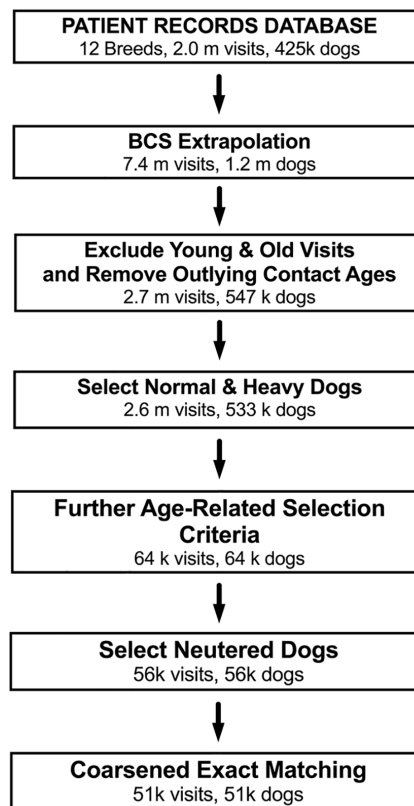 PATIENT RECORDS DATABASE
12 Breeds, 2.0 m visits, 425k dogs
BCS Extrapolation
7.4 m visits, 1.2 m dogs
Exclude Young & Old Visits
and Remove Outlying Contact Ages
2.7 m visits, 547 k dogs
Select Normal & Heavy Dogs
2.6 m visits, 533 k dogs
Further Age-Related Selection
Criteria
64 k visits, 64 k dogs
Select Neutered Dogs
56k visits, 56k dogs
Coarsened Exact Matching
51k visits, 51k dogs